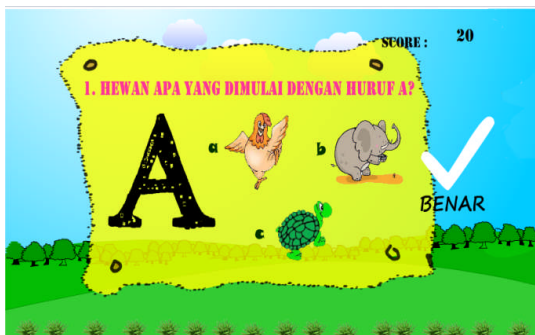 SCORE : 20
1. HEWAN APA YANG DIMULAI DENGAN HURUF A?
A
a
b
c
BENAR